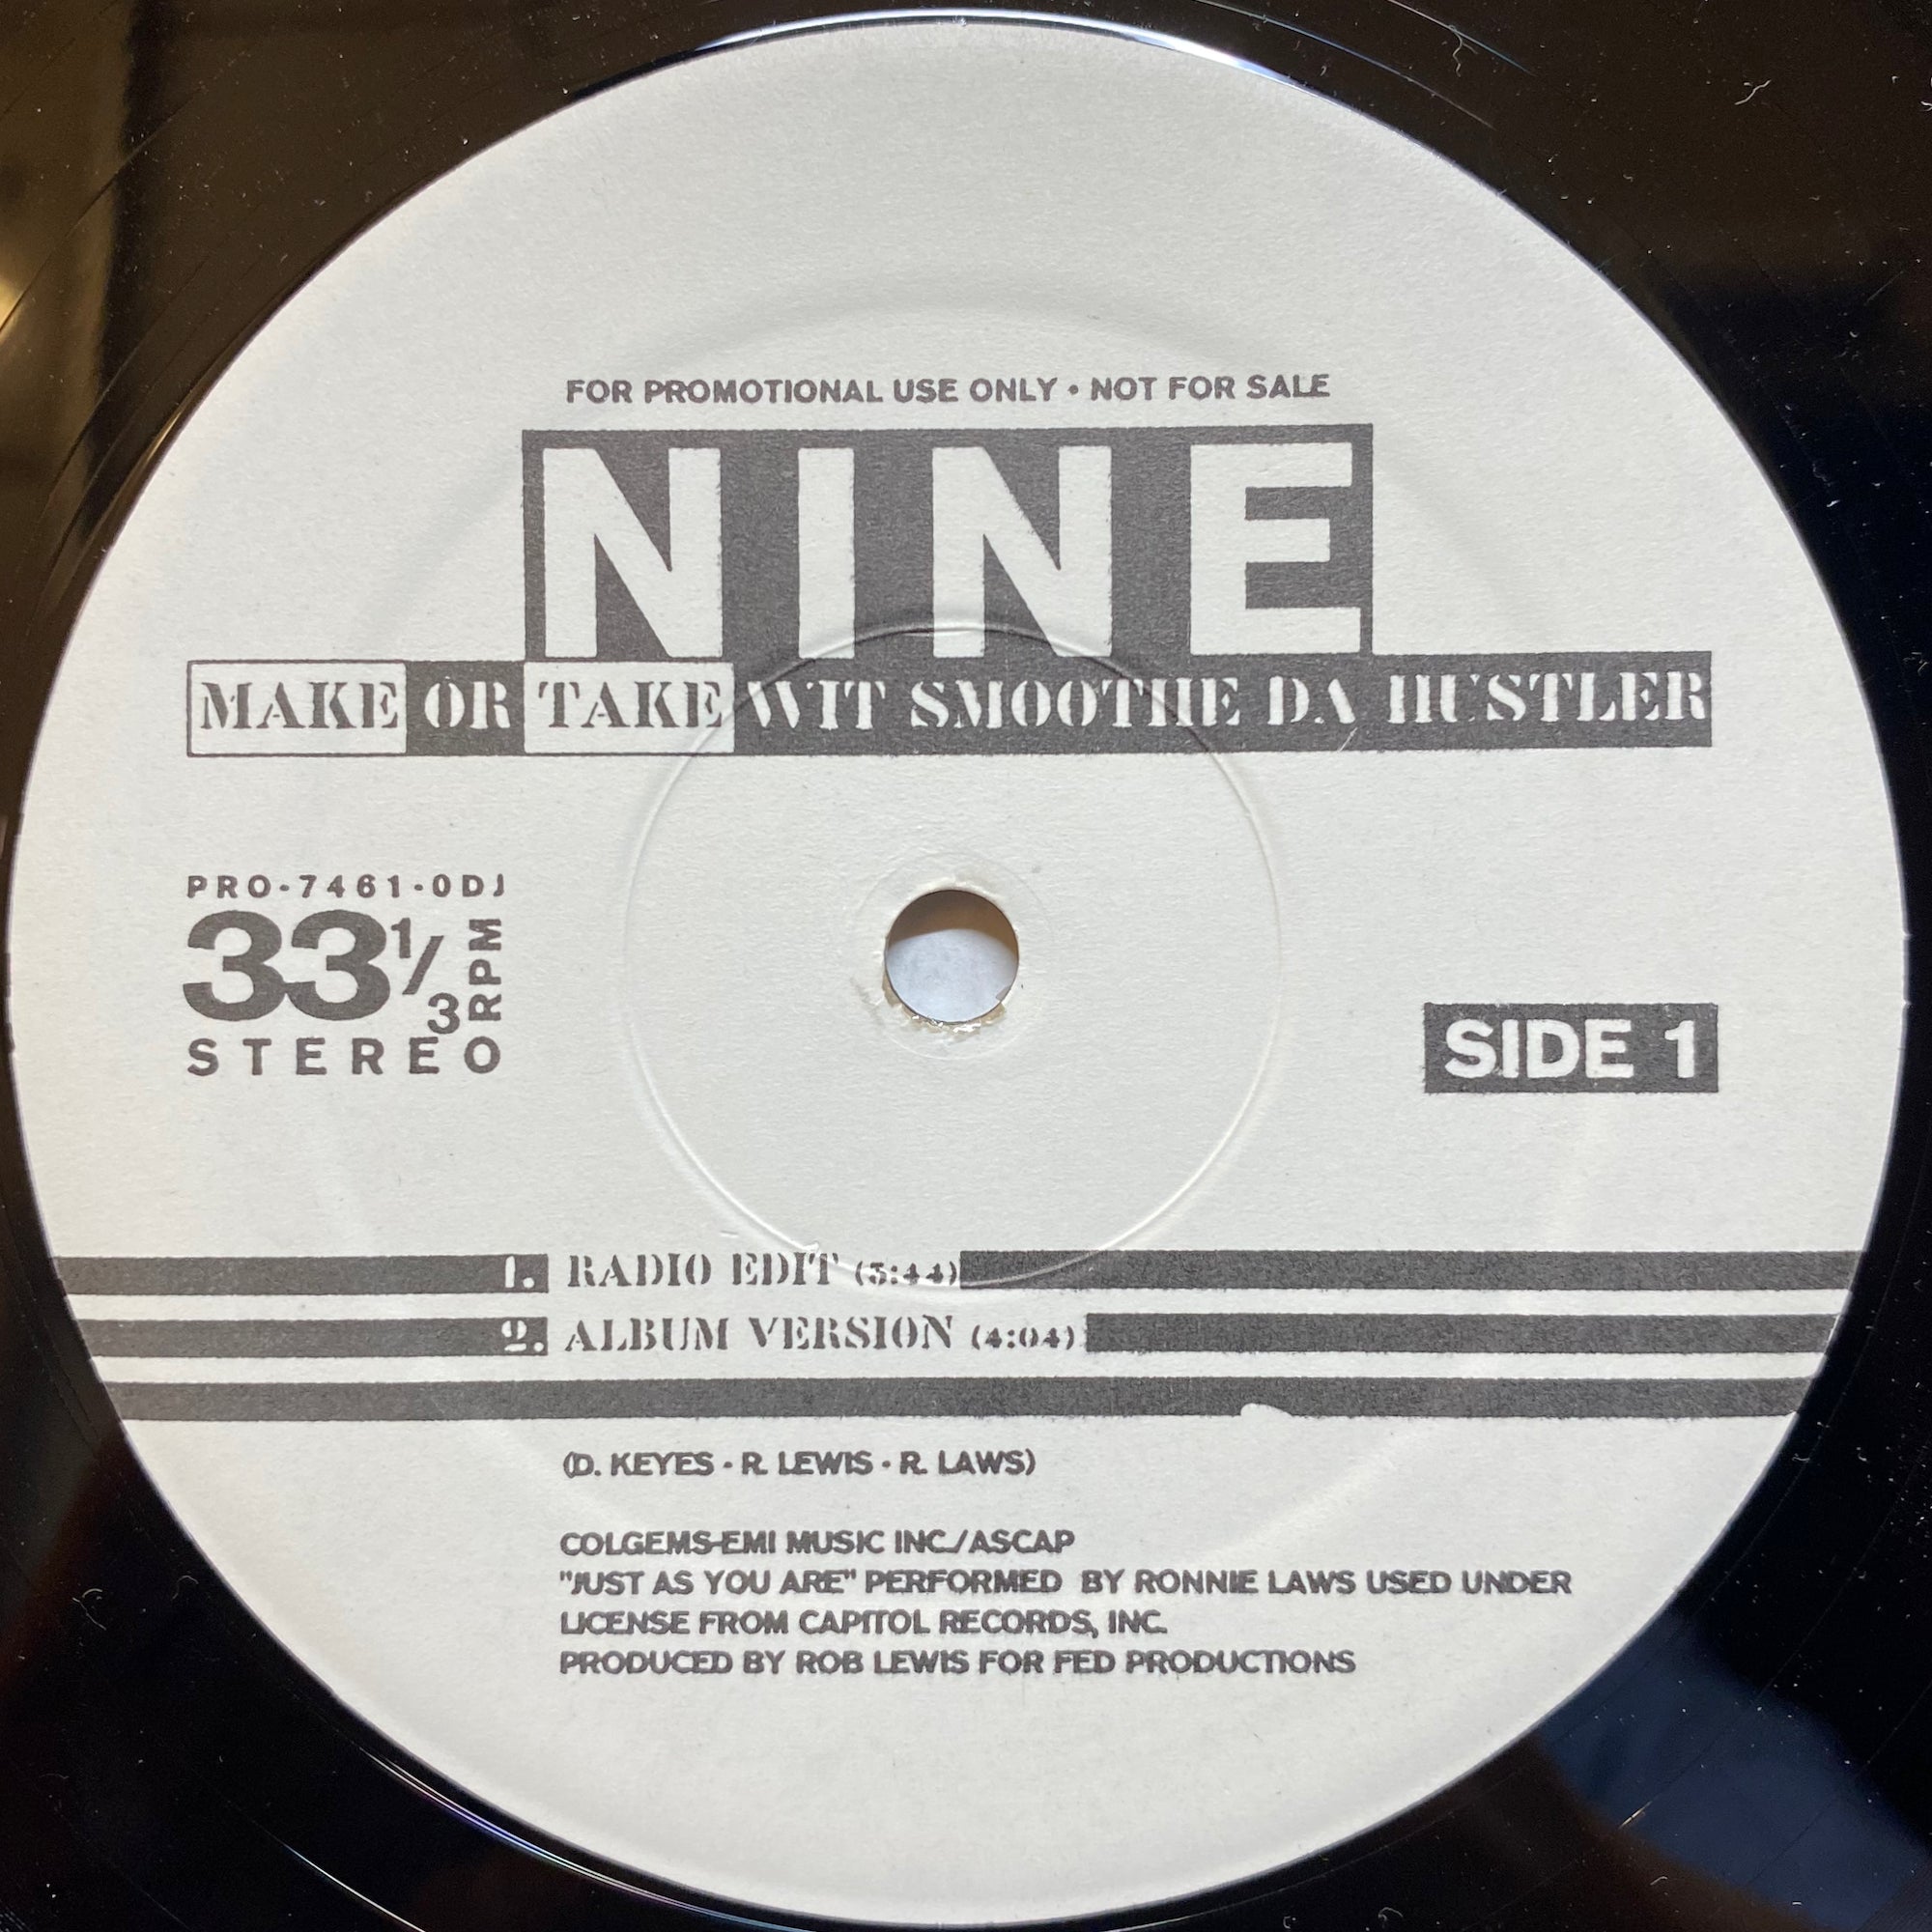 FOR PROMOTIONAL USE ONLY • NOT FOR SALE
NINE
MAKE OR TAKE WIT SMOOTHE DA HUSTLER
PRO-7461-0DJ
33 1/3 RPM
STEREO
SIDE 1
1. RADIO EDIT (3:44)
2. ALBUM VERSION (4:04)
(D. KEYES • R. LEWIS • R. LAWS)
COLGEMS-EMI MUSIC INC./ASCAP
"JUST AS YOU ARE" PERFORMED BY RONNIE LAWS USED UNDER
LICENSE FROM CAPITOL RECORDS, INC.
PRODUCED BY ROB LEWIS FOR FED PRODUCTIONS